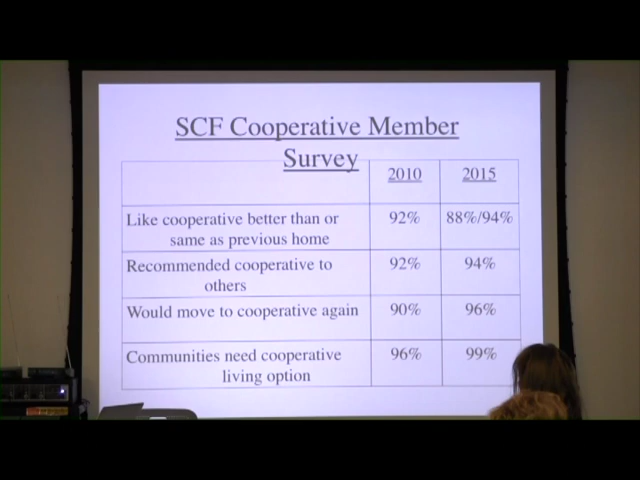 SCF Cooperative Member
Survey
2010 2015
Like cooperative better than or
same as previous home
92% 88%/94%
Recommended cooperative to
others
92% 94%
Would move to cooperative again 90% 96%
Communities need cooperative
living option
96% 99%